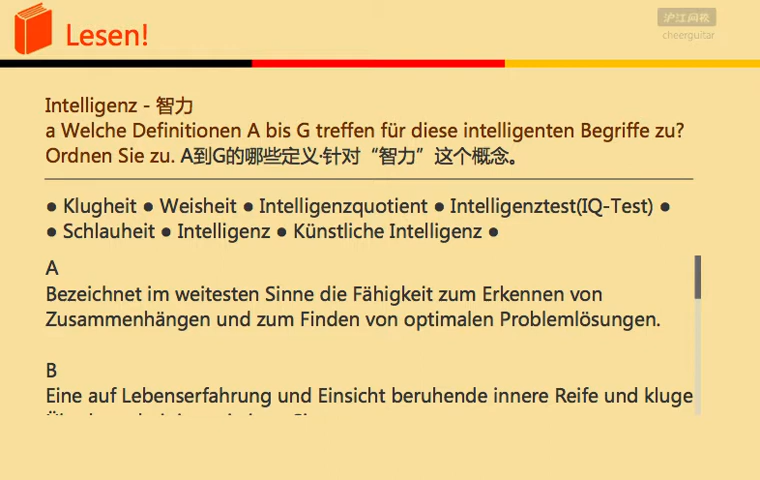 Lesen!
沪江网校
cheerguitar
Intelligenz - 智力
a Welche Definitionen A bis G treffen für diese intelligenten Begriffe zu?
Ordnen Sie zu. A到G的哪些定义·针对“智力”这个概念。
● Klugheit ● Weisheit ● Intelligenzquotient ● Intelligenztest(IQ-Test) ●
● Schlauheit ● Intelligenz ● Künstliche Intelligenz ●
A
Bezeichnet im weitesten Sinne die Fähigkeit zum Erkennen von
Zusammenhängen und zum Finden von optimalen Problemlösungen.
B
Eine auf Lebenserfahrung und Einsicht beruhende innere Reife und kluge